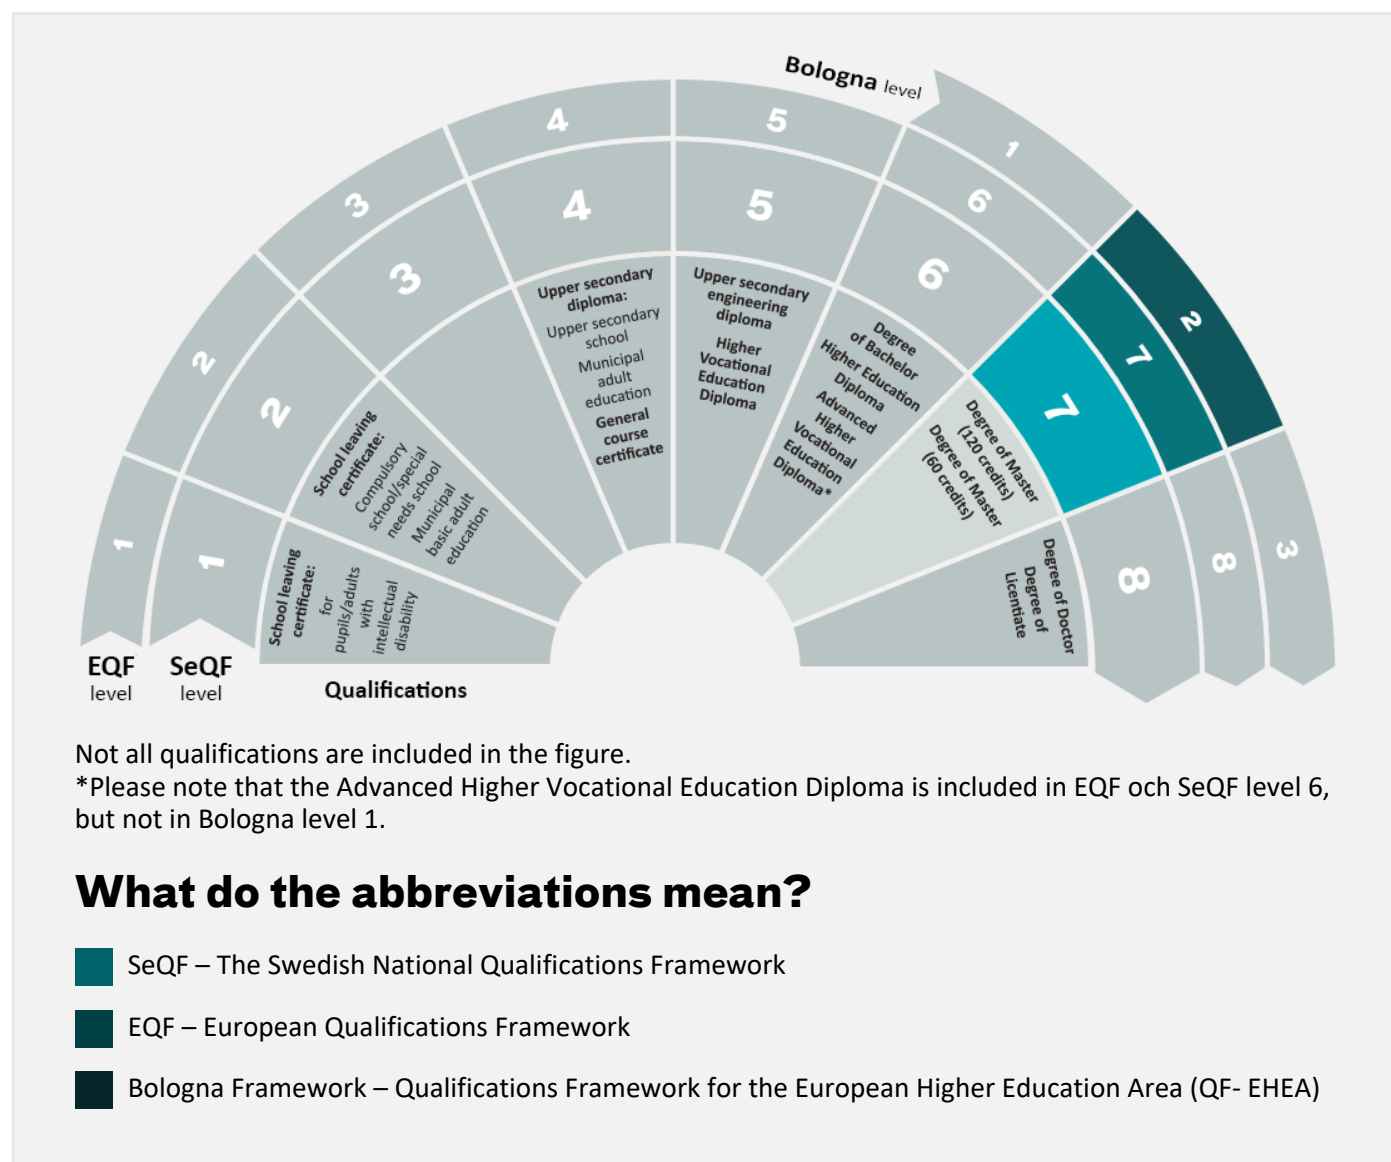 Bologna level
1
2
3
4
5
1
2
3
1
2
3
4
5
6
7
8
6
7
8
School leaving
certificate:
for
pupils/adults
with
intellectual
disability
School leaving
certificate:
Compulsory
school/special
needs school
Municipal
basic adult
education
Upper secondary
diploma:
Upper secondary
school
Municipal
adult
education
General
course
certificate
Upper secondary
engineering
diploma
Higher
Vocational
Education
Diploma
Degree
of Bachelor
Higher Education
Diploma
Advanced
Higher
Vocational
Education
Diploma*
Degree of Master
(120 credits)
Degree of Master
(60 credits)
Degree of Doctor
Degree of
Licentiate
EQF
level
SeQF
level
Qualifications
Not all qualifications are included in the figure.
*Please note that the Advanced Higher Vocational Education Diploma is included in EQF och SeQF level 6,
but not in Bologna level 1.
What do the abbreviations mean?
SeQF – The Swedish National Qualifications Framework
EQF – European Qualifications Framework
Bologna Framework – Qualifications Framework for the European Higher Education Area (QF- EHEA)